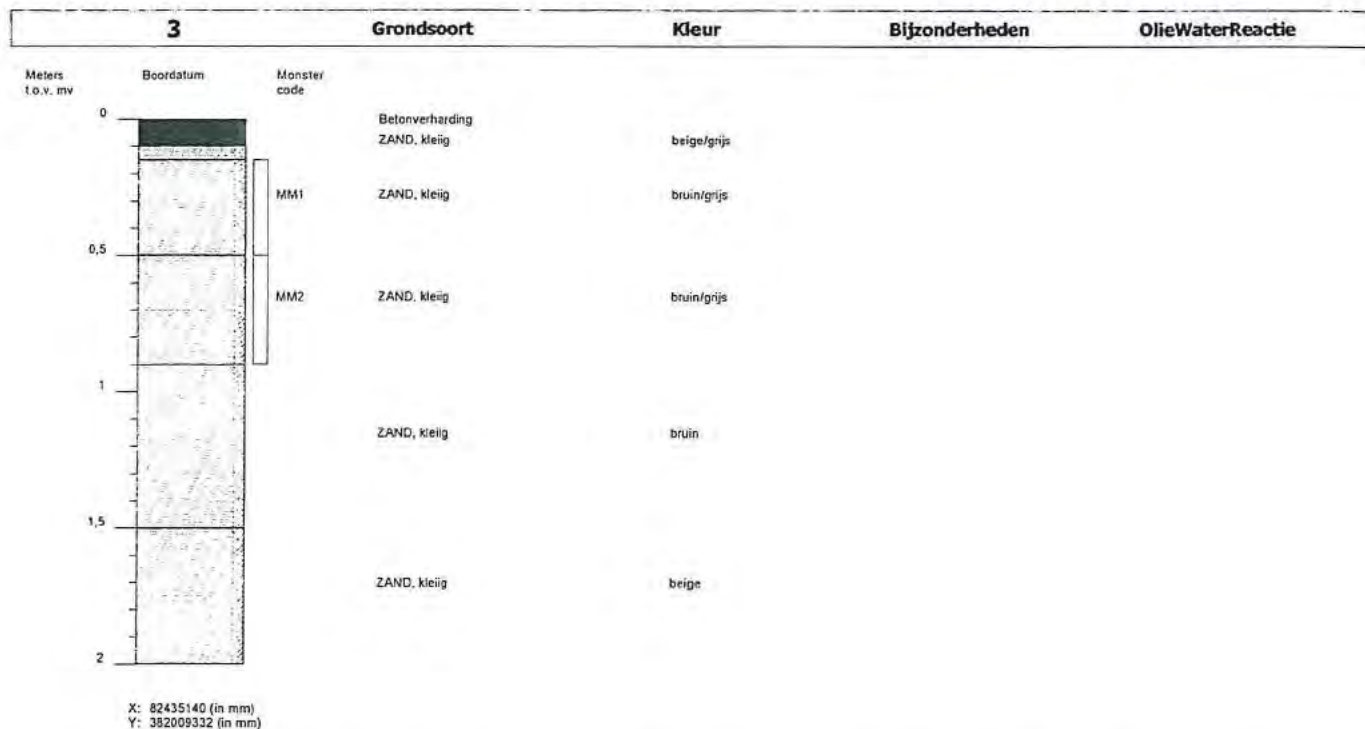 3 Grondsoort Kleur Bijzonderheden OlieWaterReactie
Meters Boordatum Monster
t.o.v. mv code
0 Betonverharding
ZAND, kleiig beige/grijs
MM1 ZAND, kleiig bruin/grijs
0,5
MM2 ZAND, kleiig bruin/grijs
1
ZAND, kleiig bruin
1,5
ZAND, kleiig beige
2
X: 82435140 (in mm)
Y: 382009332 (in mm)